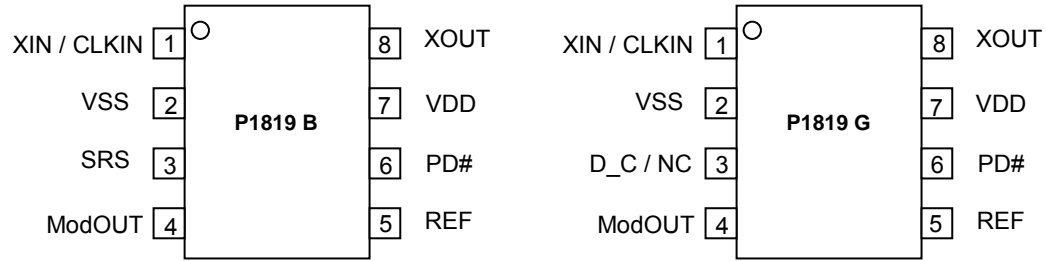 XIN / CLKIN 1 8 XOUT
VSS 2 7 VDD
P1819 B
SRS 3 6 PD#
ModOUT 4 5 REF
XIN / CLKIN 1 8 XOUT
VSS 2 7 VDD
P1819 G
D_C / NC 3 6 PD#
ModOUT 4 5 REF